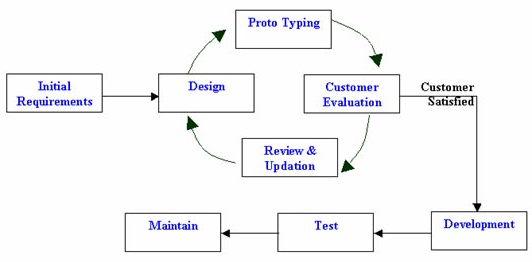 Proto Typing
Initial
Requirements
Design
Customer
Evaluation
Customer
Satisfied
Review &
Updation
Maintain
Test
Development